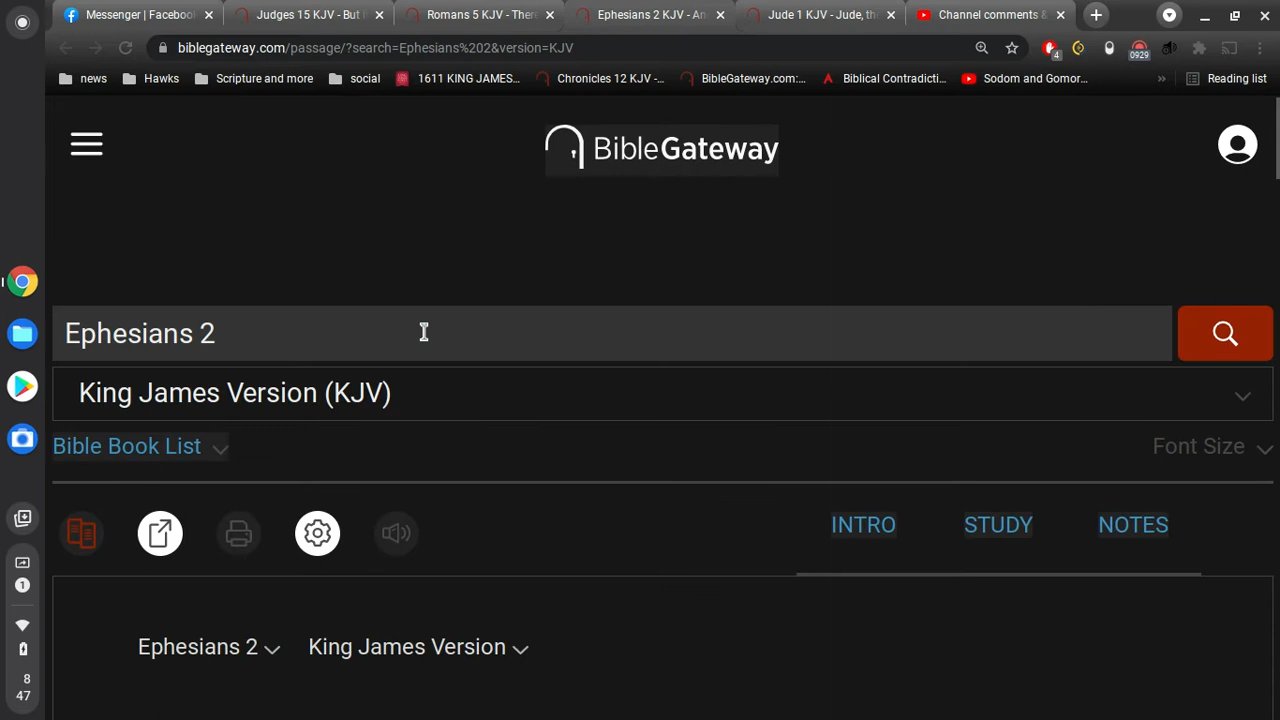 Messenger | Facebook
Judges 15 KJV - But i
Romans 5 KJV - There
Ephesians 2 KJV - An
Jude 1 KJV - Jude, th
Channel comments &
biblegateway.com/passage/?search=Ephesians%202&version=KJV
4
0929
news
Hawks
Scripture and more
social
1611 KING JAMES...
Chronicles 12 KJV -...
BibleGateway.com:...
Biblical Contradicti...
Sodom and Gomor...
»
Reading list
BibleGateway
Ephesians 2
King James Version (KJV)
Bible Book List
Font Size
INTRO
STUDY
NOTES
Ephesians 2
King James Version
1
8
47